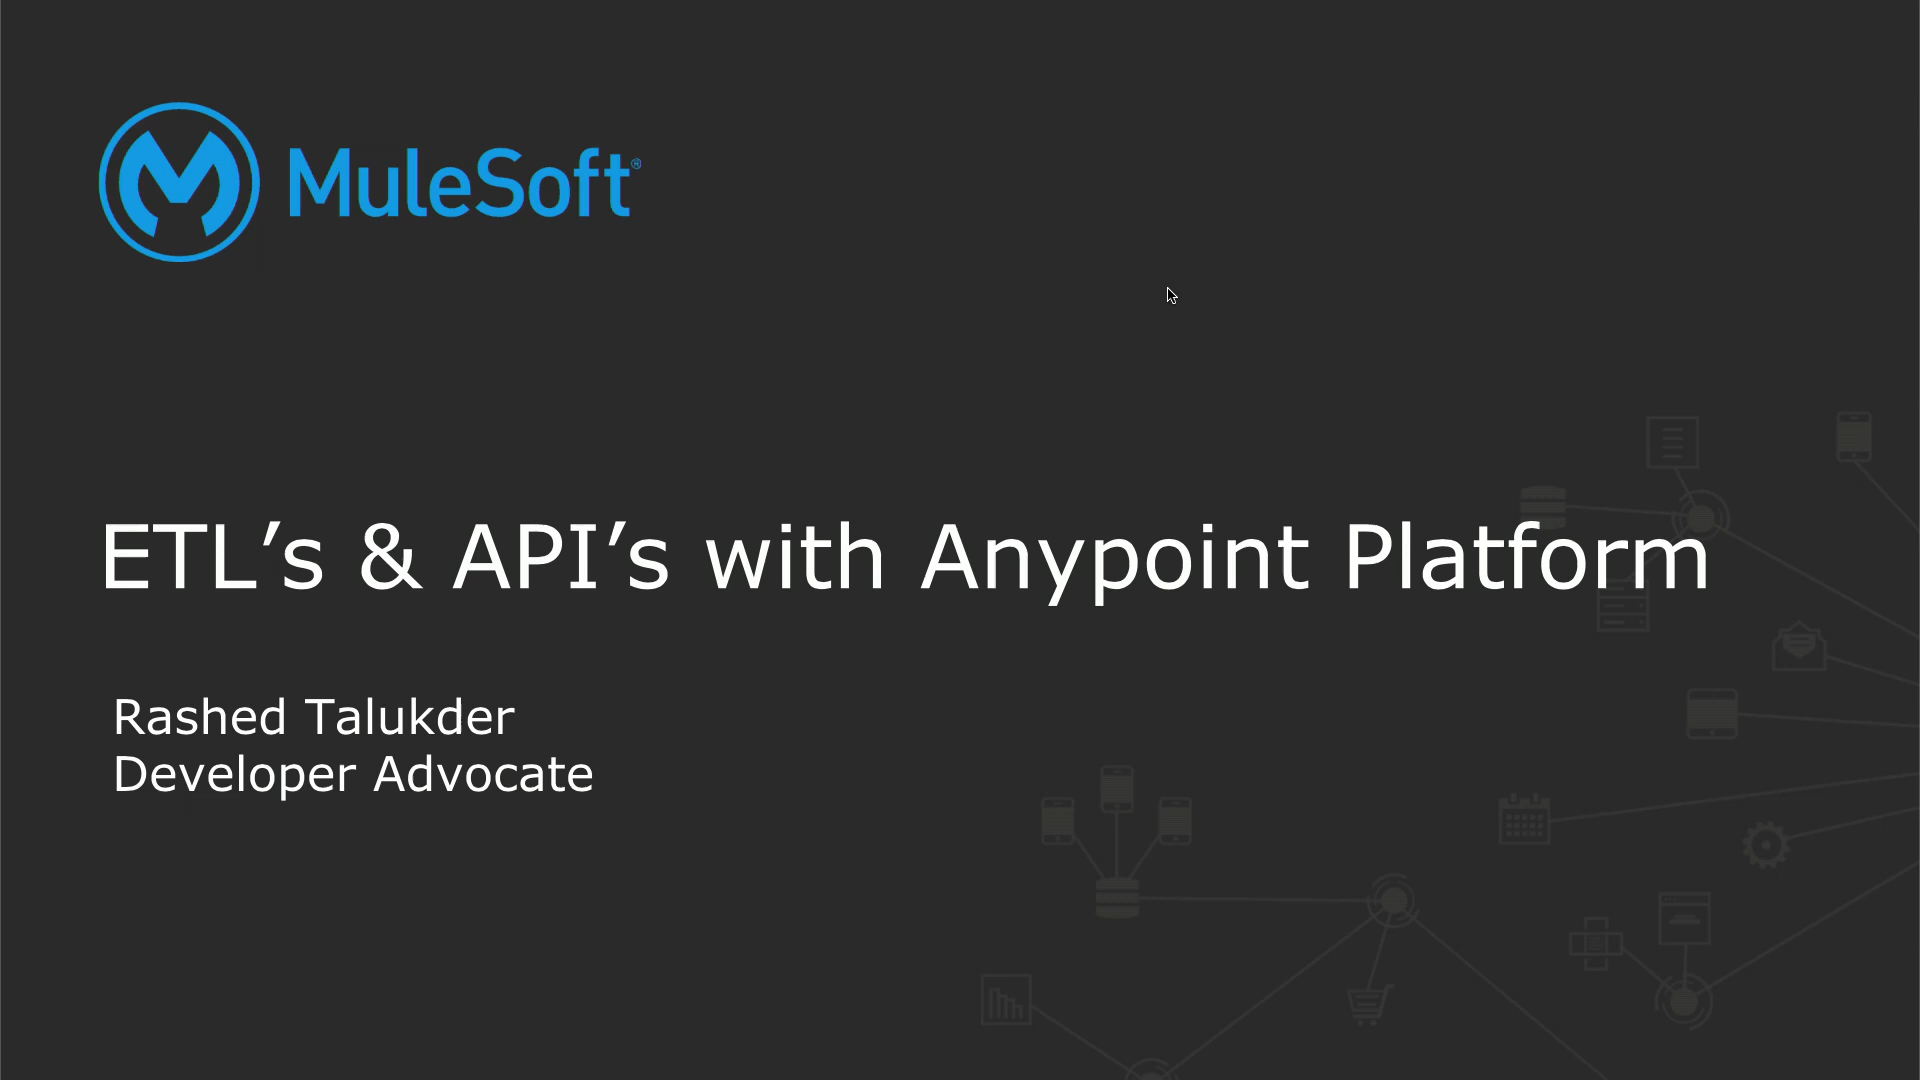 MuleSoft®
ETL’s & API’s with Anypoint Platform
Rashed Talukder
Developer Advocate